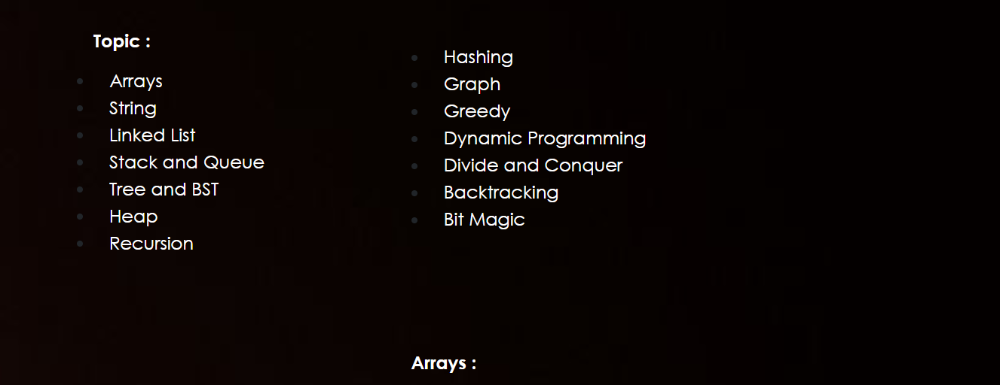 Topic :
Arrays
String
Linked List
Stack and Queue
Tree and BST
Heap
Recursion
Hashing
Graph
Greedy
Dynamic Programming
Divide and Conquer
Backtracking
Bit Magic
Arrays :